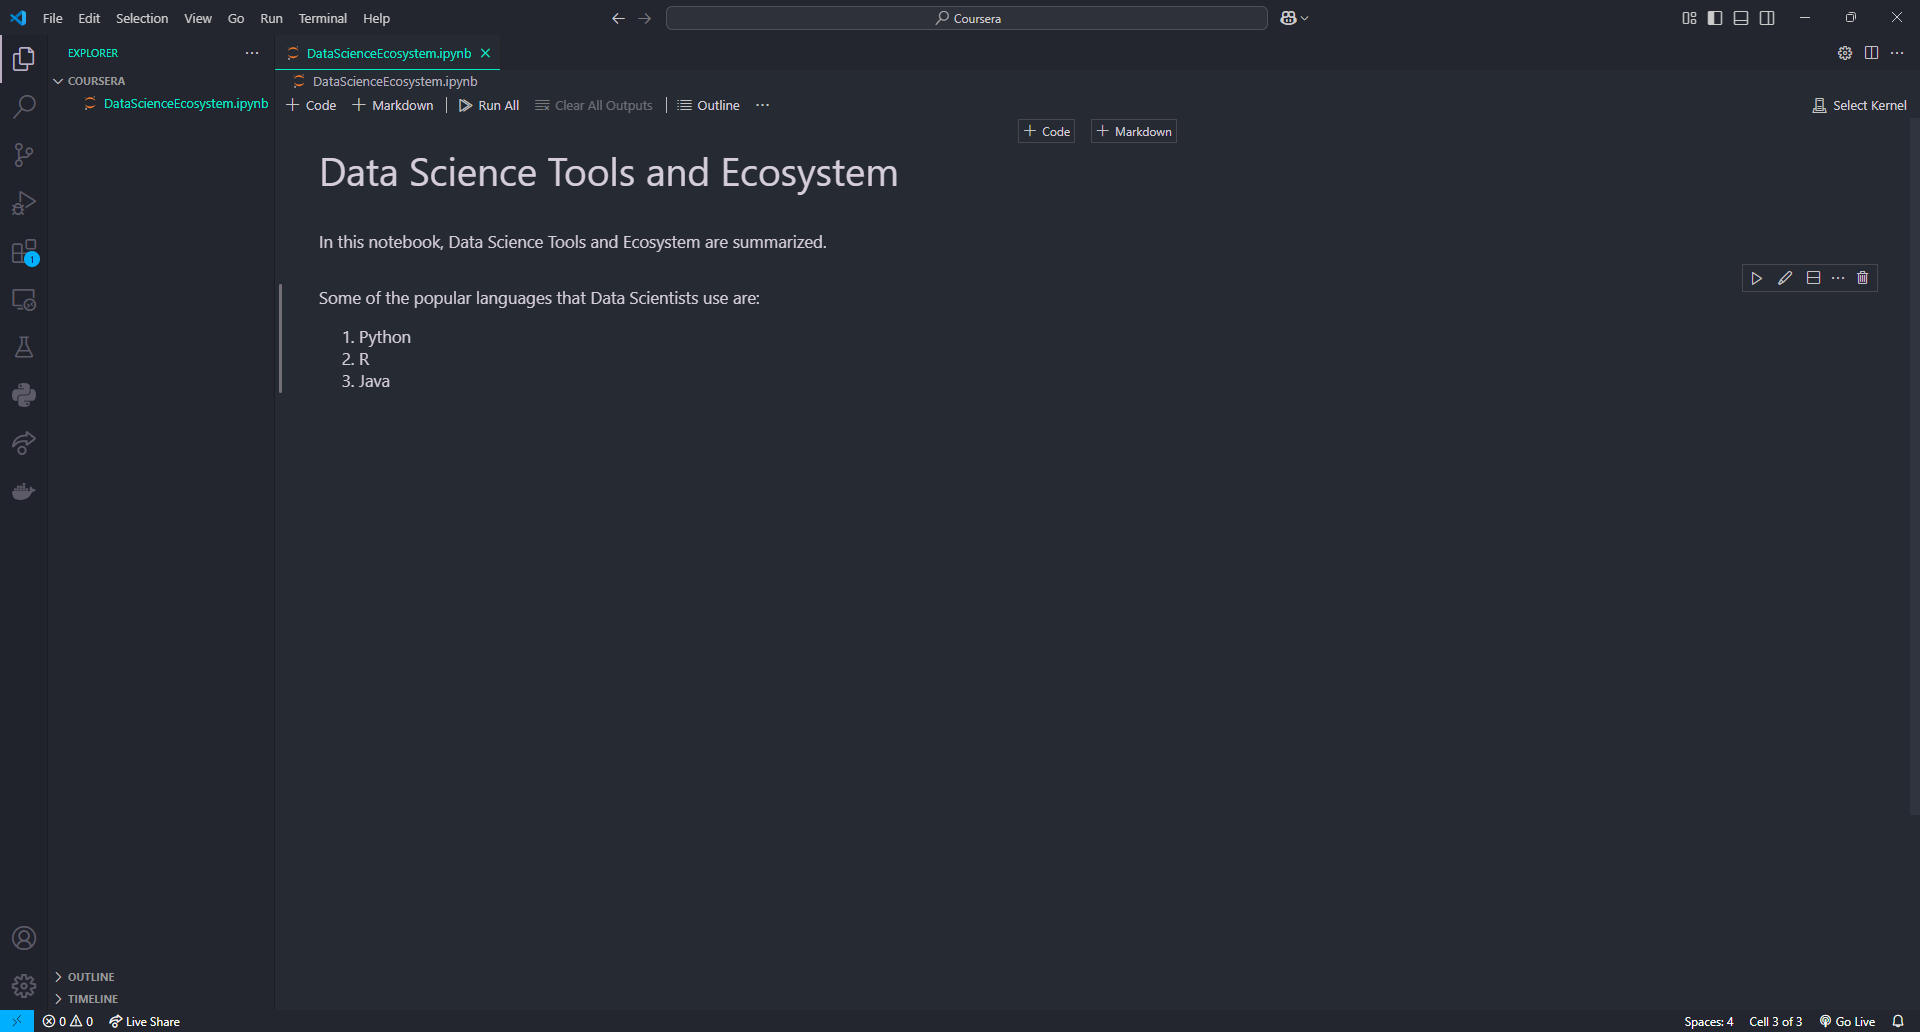 File Edit Selection View Go Run Terminal Help
Coursera
EXPLORER
COURSERA
DataScienceEcosystem.ipynb
DataScienceEcosystem.ipynb
DataScienceEcosystem.ipynb
Code Markdown Run All Clear All Outputs Outline
Select Kernel
Code Markdown
Data Science Tools and Ecosystem
In this notebook, Data Science Tools and Ecosystem are summarized.
Some of the popular languages that Data Scientists use are:
1. Python
2. R
3. Java
1
OUTLINE
TIMELINE
0 0 Live Share
Spaces: 4 Cell 3 of 3 Go Live